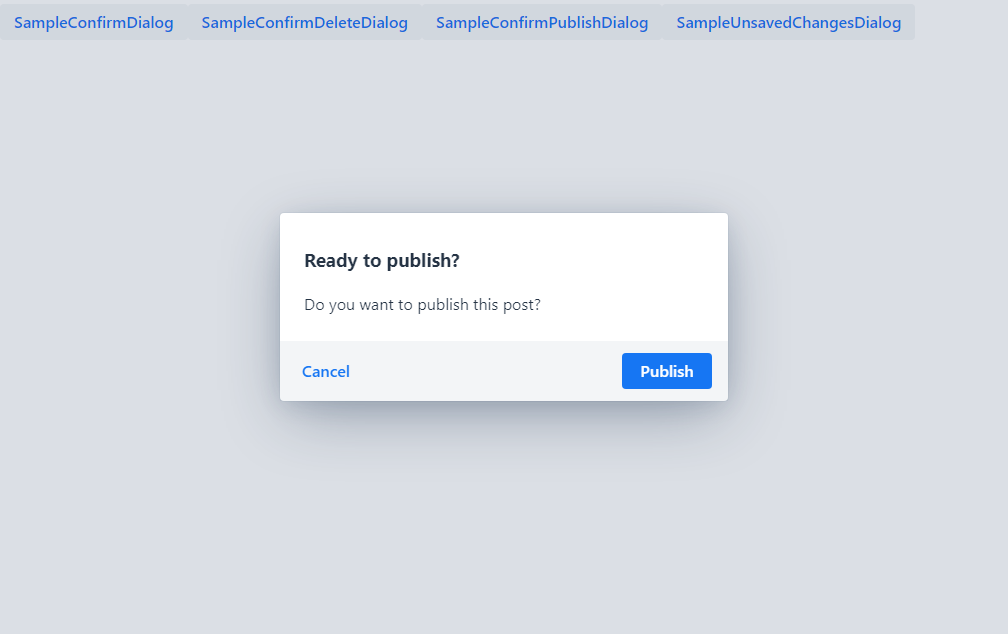 SampleConfirmDialog SampleConfirmDeleteDialog SampleConfirmPublishDialog SampleUnsavedChangesDialog
Ready to publish?
Do you want to publish this post?
Cancel Publish